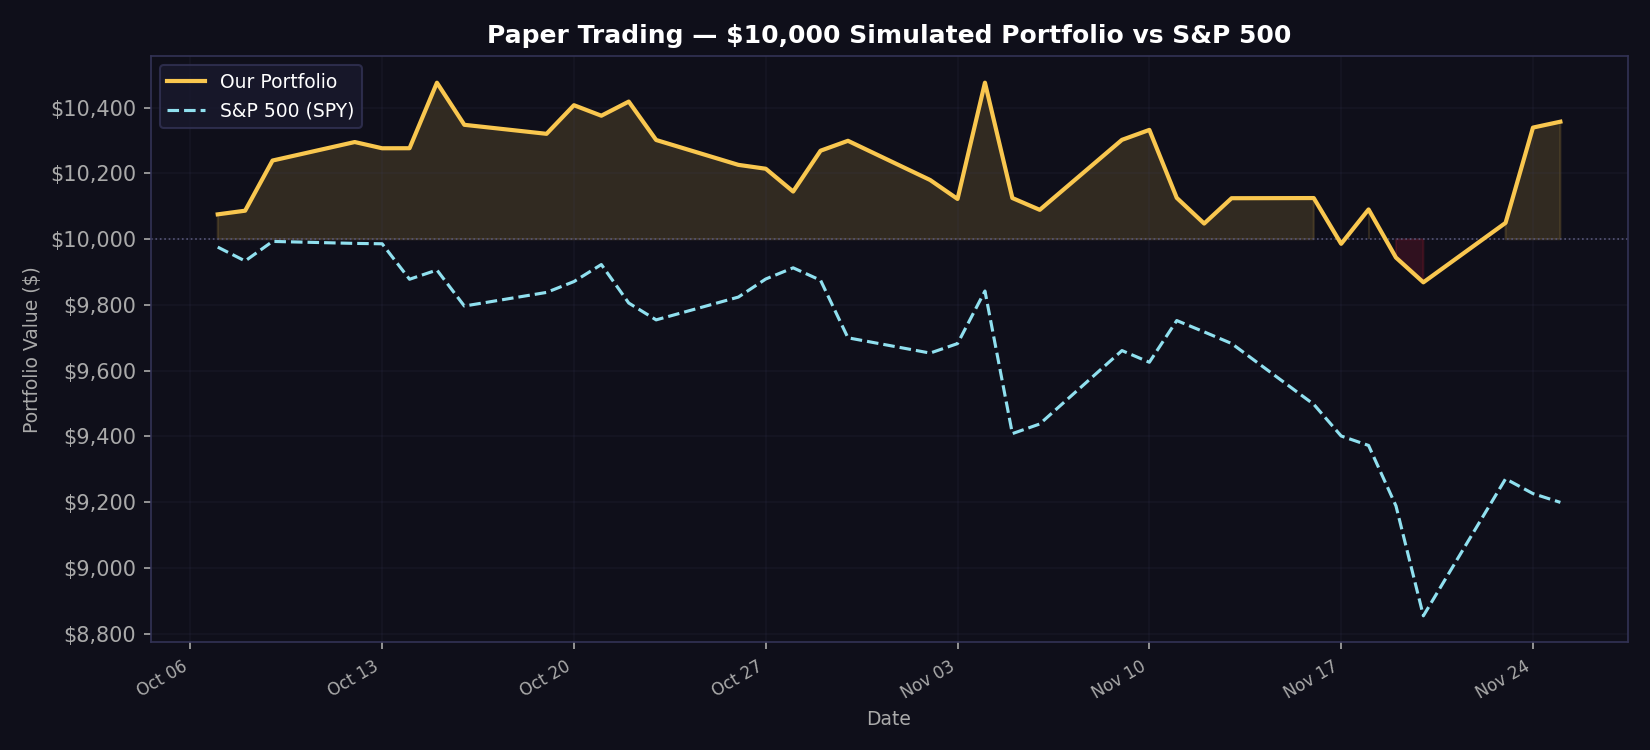 Paper Trading — $10,000 Simulated Portfolio vs S&P 500
Our Portfolio
S&P 500 (SPY)
Portfolio Value ($)
$10,400
$10,200
$10,000
$9,800
$9,600
$9,400
$9,200
$9,000
$8,800
Oct 06
Oct 13
Oct 20
Oct 27
Nov 03
Nov 10
Nov 17
Nov 24
Date